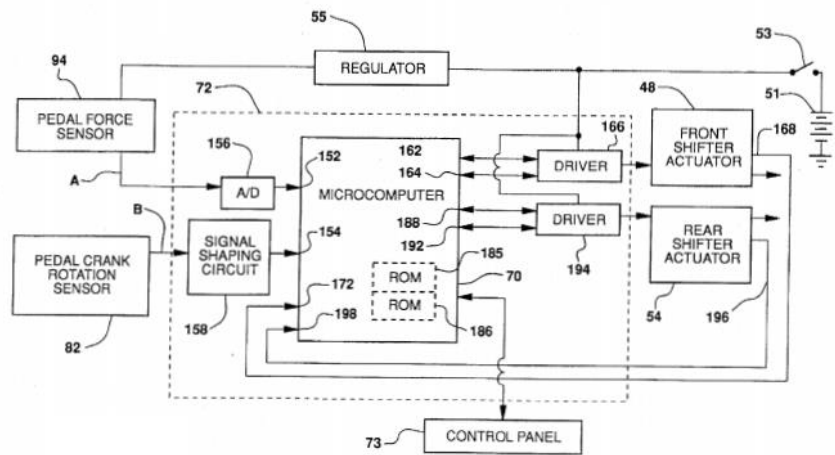 55
53
94
REGULATOR
72
48
51
PEDAL FORCE
SENSOR
156
162
166
FRONT
SHIFTER
ACTUATOR
168
A
152
164
DRIVER
A/D
MICROCOMPUTER
B
188
DRIVER
REAR
SHIFTER
ACTUATOR
PEDAL CRANK
ROTATION
SENSOR
SIGNAL
SHAPING
CIRCUIT
154
192
185
194
172
ROM
70
ROM
82
158
198
186
54
196
73
CONTROL PANEL